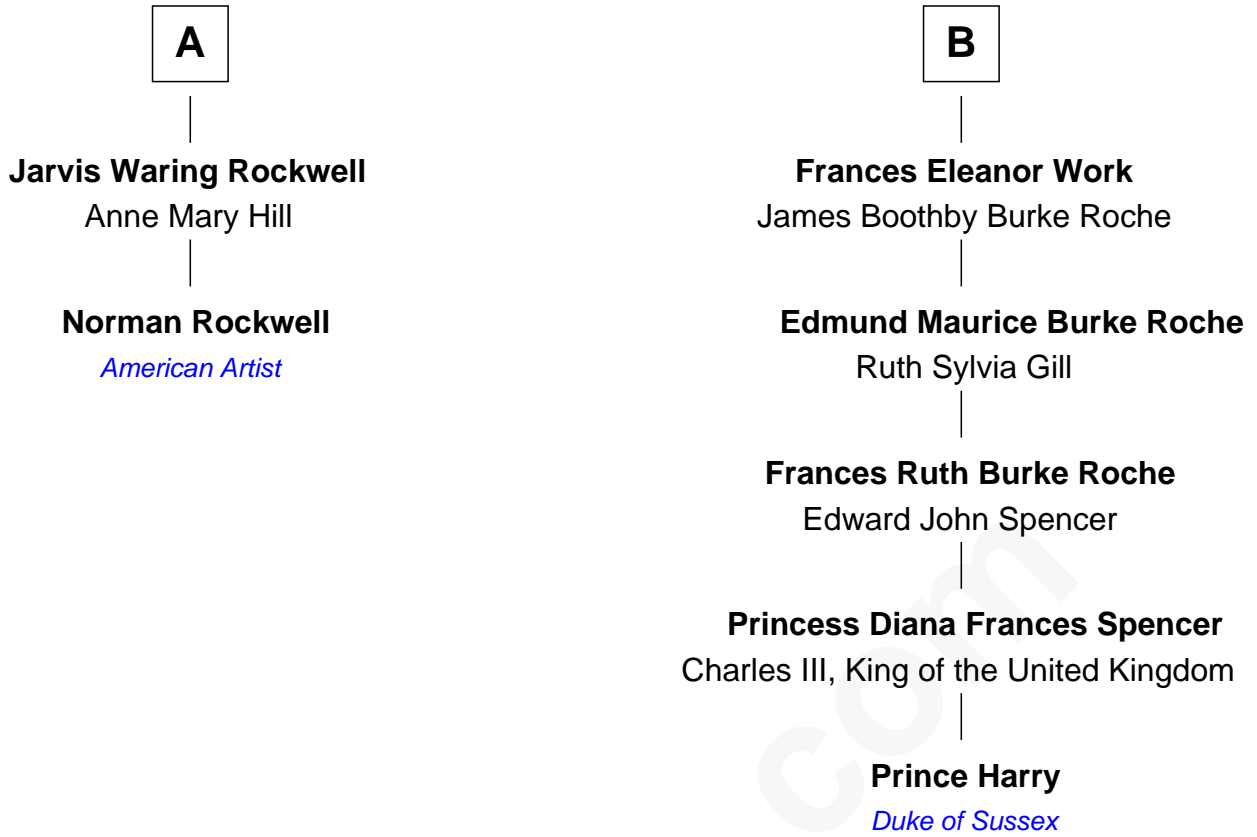 A
Jarvis Waring Rockwell
Anne Mary Hill
Norman Rockwell
American Artist
B
Frances Eleanor Work
James Boothby Burke Roche
Edmund Maurice Burke Roche
Ruth Sylvia Gill
Frances Ruth Burke Roche
Edward John Spencer
Princess Diana Frances Spencer
Charles III, King of the United Kingdom
Prince Harry
Duke of Sussex
com